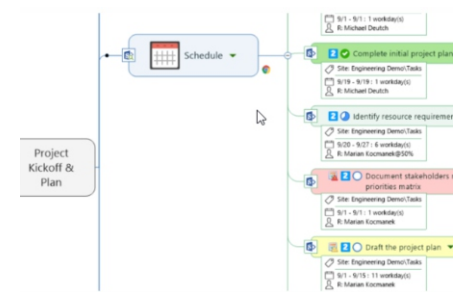 9/1 - 9/1 : 1 workday(s)
R: Michael Deutch
Schedule
2 Complete initial project plan
Site: Engineering Demo\Tasks
9/19 - 9/19 : 1 workday(s)
R: Michael Deutch
2 Identify resource requiremen
Site: Engineering Demo\Tasks
9/20 - 9/27 : 6 workday(s)
R: Marian Kocmanek@50%
Project
Kickoff &
Plan
2 Document stakeholders
priorities matrix
Site: Engineering Demo\Tasks
9/1 - 9/1 : 1 workday(s)
R: Marian Kocmanek
2 Draft the project plan
Site: Engineering Demo\Tasks
9/1 - 9/15 : 11 workday(s)
R: Marian Kocmanek